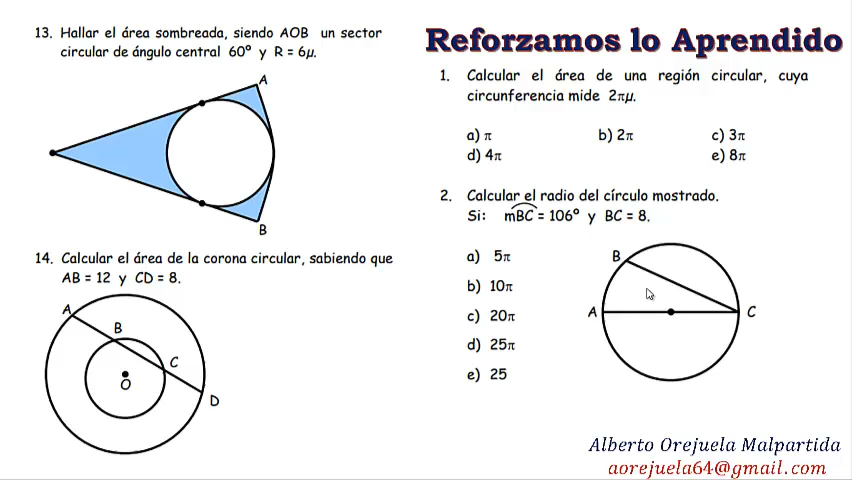 13. Hallar el área sombreada, siendo AOB un sector
circular de ángulo central 60º y R = 6μ.
A
B
14. Calcular el área de la corona circular, sabiendo que
AB = 12 y CD = 8.
A
B
C
O
D
Reforzamos lo Aprendido
1. Calcular el área de una región circular, cuya
circunferencia mide 2πμ.
a) π b) 2π c) 3π
d) 4π e) 8π
2. Calcular el radio del círculo mostrado.
Si: mBC = 106º y BC = 8.
a) 5π
b) 10π
c) 20π
d) 25π
e) 25
B
A
C
Alberto Orejuela Malpartida
aorejuela64@gmail.com